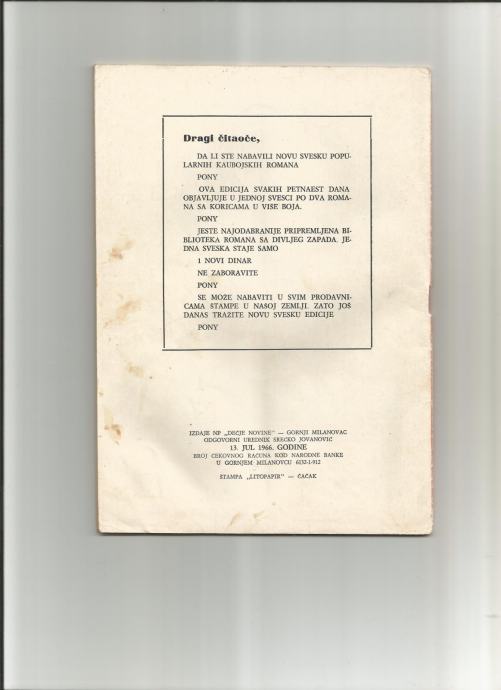 Dragi čitaoče,
DA LI STE NABAVILI NOVU SVESKU POPU-
LARNIH KAUBOJSKIH ROMANA
PONY
OVA EDICIJA SVAKIH PETNAEST DANA
OBJAVLJUJE U JEDNOJ SVESCI PO DVA ROMA-
NA SA KORICAMA U VIŠE BOJA.
PONY
JESTE NAJODABRANIJE PRIPREMLJENA BI-
BLIOTEKA ROMANA SA DIVLJEG ZAPADA. JE-
DNA SVESKA STAJE SAMO
1 NOVI DINAR
NE ZABORAVITE
PONY
SE MOŽE NABAVITI U SVIM PRODAVNI-
CAMA ŠTAMPE U NAŠOJ ZEMLJI. ZATO JOŠ
DANAS TRAŽITE NOVU SVESKU EDICIJE
PONY
IZDAJE NP „DEČJE NOVINE" — GORNJI MILANOVAC
ODGOVORNI UREDNIK SREĆKO JOVANOVIĆ
13. JUL 1966. GODINE
BROJ ČEKOVNOG RAČUNA KOD NARODNE BANKE
U GORNJEM MILANOVCU 6132-1-912
ŠTAMPA „LITOPAPIR" — ČAČAK